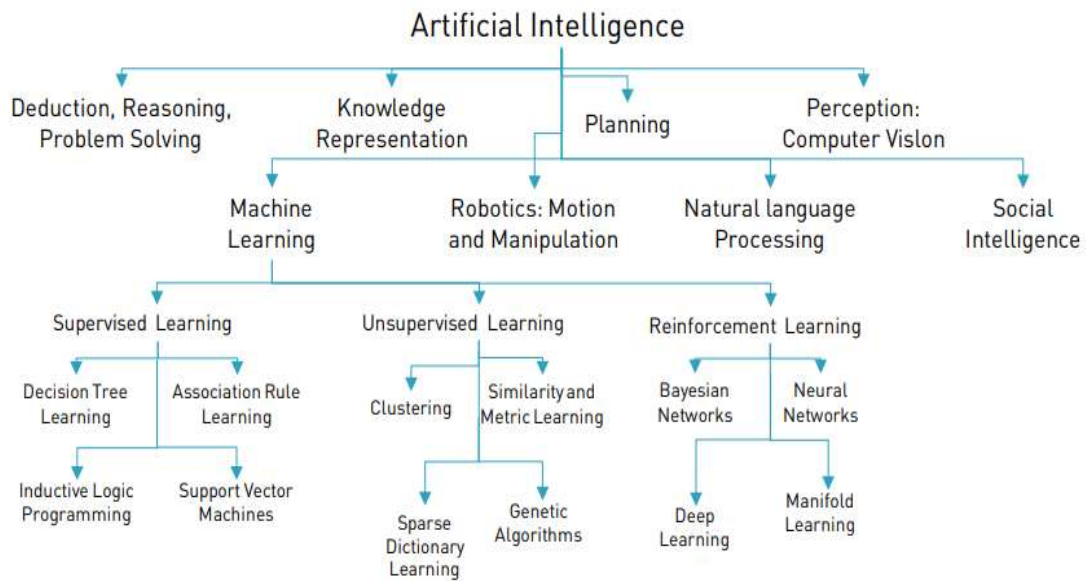 Artificial Intelligence
Deduction, Reasoning,
Problem Solving
Knowledge
Representation
Planning
Perception:
Computer Vislon
Machine
Learning
Robotics: Motion
and Manipulation
Natural language
Processing
Social
Intelligence
Supervised Learning
Unsupervised Learning
Reinforcement Learning
Decision Tree
Learning
Association Rule
Learning
Clustering
Similarity and
Metric Learning
Bayesian
Networks
Neural
Networks
Inductive Logic
Programming
Support Vector
Machines
Sparse
Dictionary
Learning
Genetic
Algorithms
Deep
Learning
Manifold
Learning